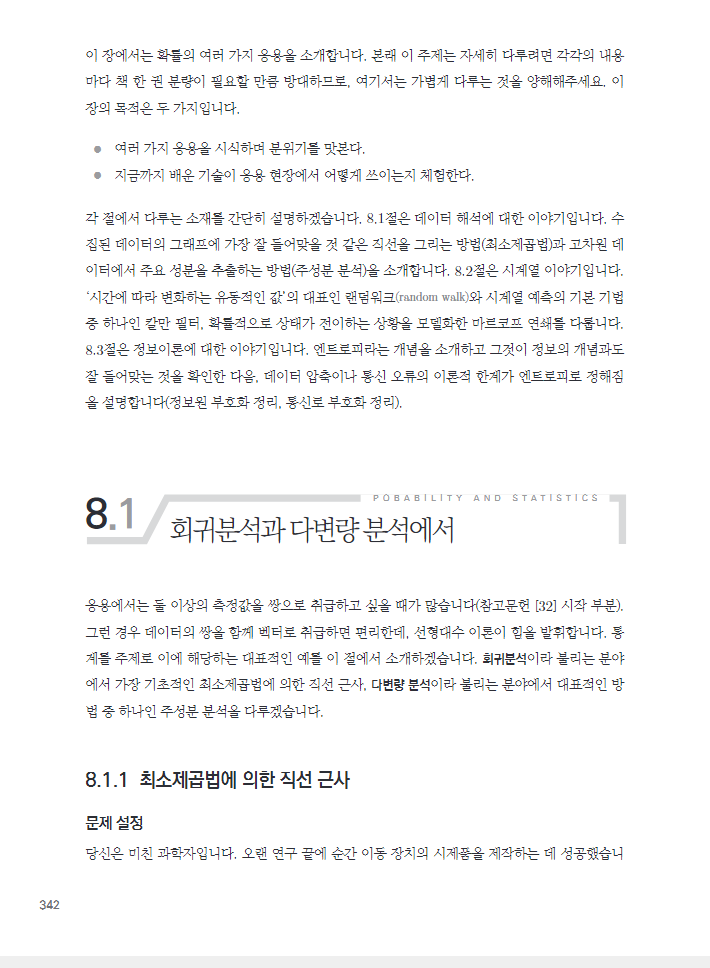 이 장에서는 확률의 여러 가지 응용을 소개합니다. 본래 이 주제는 자세히 다루려면 각각의 내용
마다 책 한 권 분량이 필요할 만큼 방대하므로, 여기서는 가볍게 다루는 것을 양해해주세요. 이
장의 목적은 두 가지입니다.
● 여러 가지 응용을 시식하며 분위기를 맛본다.
● 지금까지 배운 기술이 응용 현장에서 어떻게 쓰이는지 체험한다.
각 절에서 다루는 소재를 간단히 설명하겠습니다. 8.1절은 데이터 해석에 대한 이야기입니다. 수
집된 데이터의 그래프에 가장 잘 들어맞을 것 같은 직선을 그리는 방법(최소제곱법)과 고차원 데
이터에서 주요 성분을 추출하는 방법(주성분 분석)을 소개합니다. 8.2절은 시계열 이야기입니다.
‘시간에 따라 변화하는 유동적인 값’의 대표인 랜덤워크(random walk)와 시계열 예측의 기본 기법
중 하나인 칼만 필터, 확률적으로 상태가 전이하는 상황을 모델화한 마르코프 연쇄를 다룹니다.
8.3절은 정보이론에 대한 이야기입니다. 엔트로피라는 개념을 소개하고 그것이 정보의 개념과도
잘 들어맞는 것을 확인한 다음, 데이터 압축이나 통신 오류의 이론적 한계가 엔트로피로 정해짐
을 설명합니다(정보원 부호화 정리, 통신로 부호화 정리).
POBABILITY AND STATISTICS
8.1 회귀분석과 다변량 분석에서
응용에서는 둘 이상의 측정값을 쌍으로 취급하고 싶을 때가 많습니다(참고문헌 [32] 시작 부분).
그런 경우 데이터의 쌍을 함께 벡터로 취급하면 편리한데, 선형대수 이론이 힘을 발휘합니다. 통
계를 주제로 이에 해당하는 대표적인 예를 이 절에서 소개하겠습니다. 회귀분석이라 불리는 분야
에서 가장 기초적인 최소제곱법에 의한 직선 근사, 다변량 분석이라 불리는 분야에서 대표적인 방
법 중 하나인 주성분 분석을 다루겠습니다.
8.1.1 최소제곱법에 의한 직선 근사
문제 설정
당신은 미친 과학자입니다. 오랜 연구 끝에 순간 이동 장치의 시제품을 제작하는 데 성공했습니
342